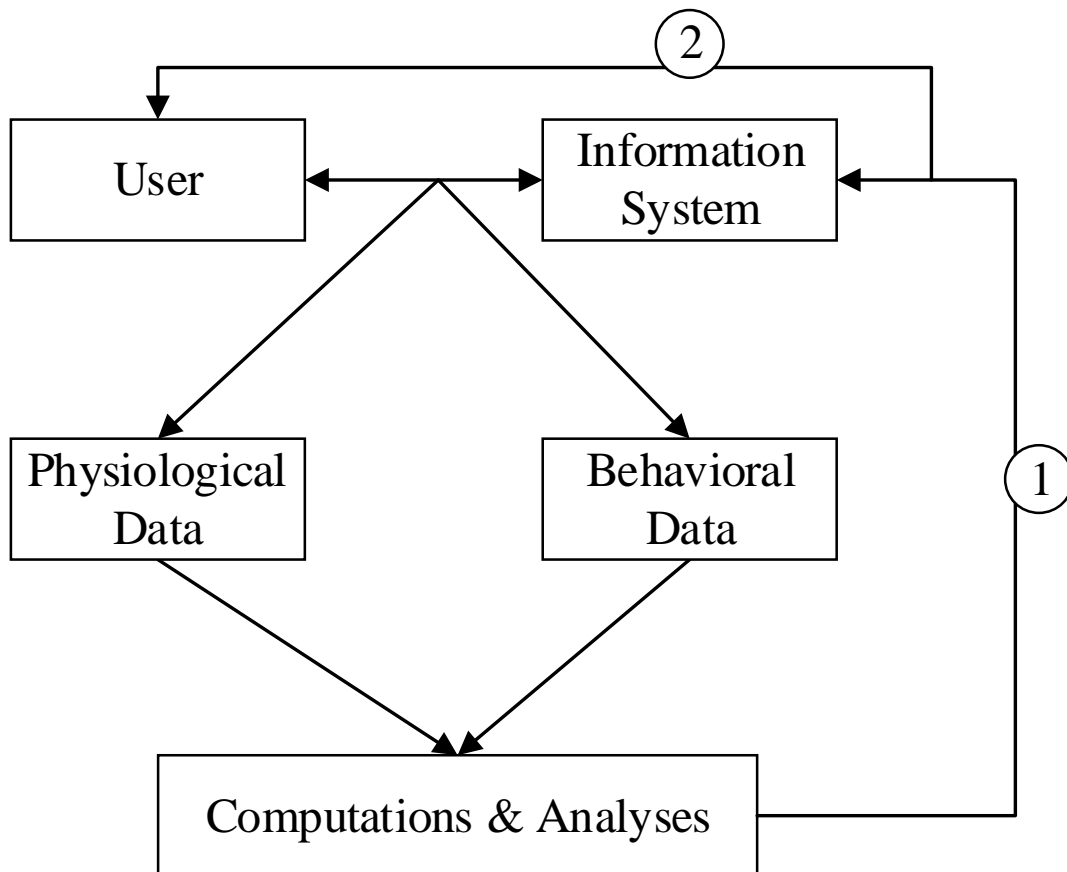 2
User
Information
System
Physiological
Data
Behavioral
Data
1
Computations & Analyses